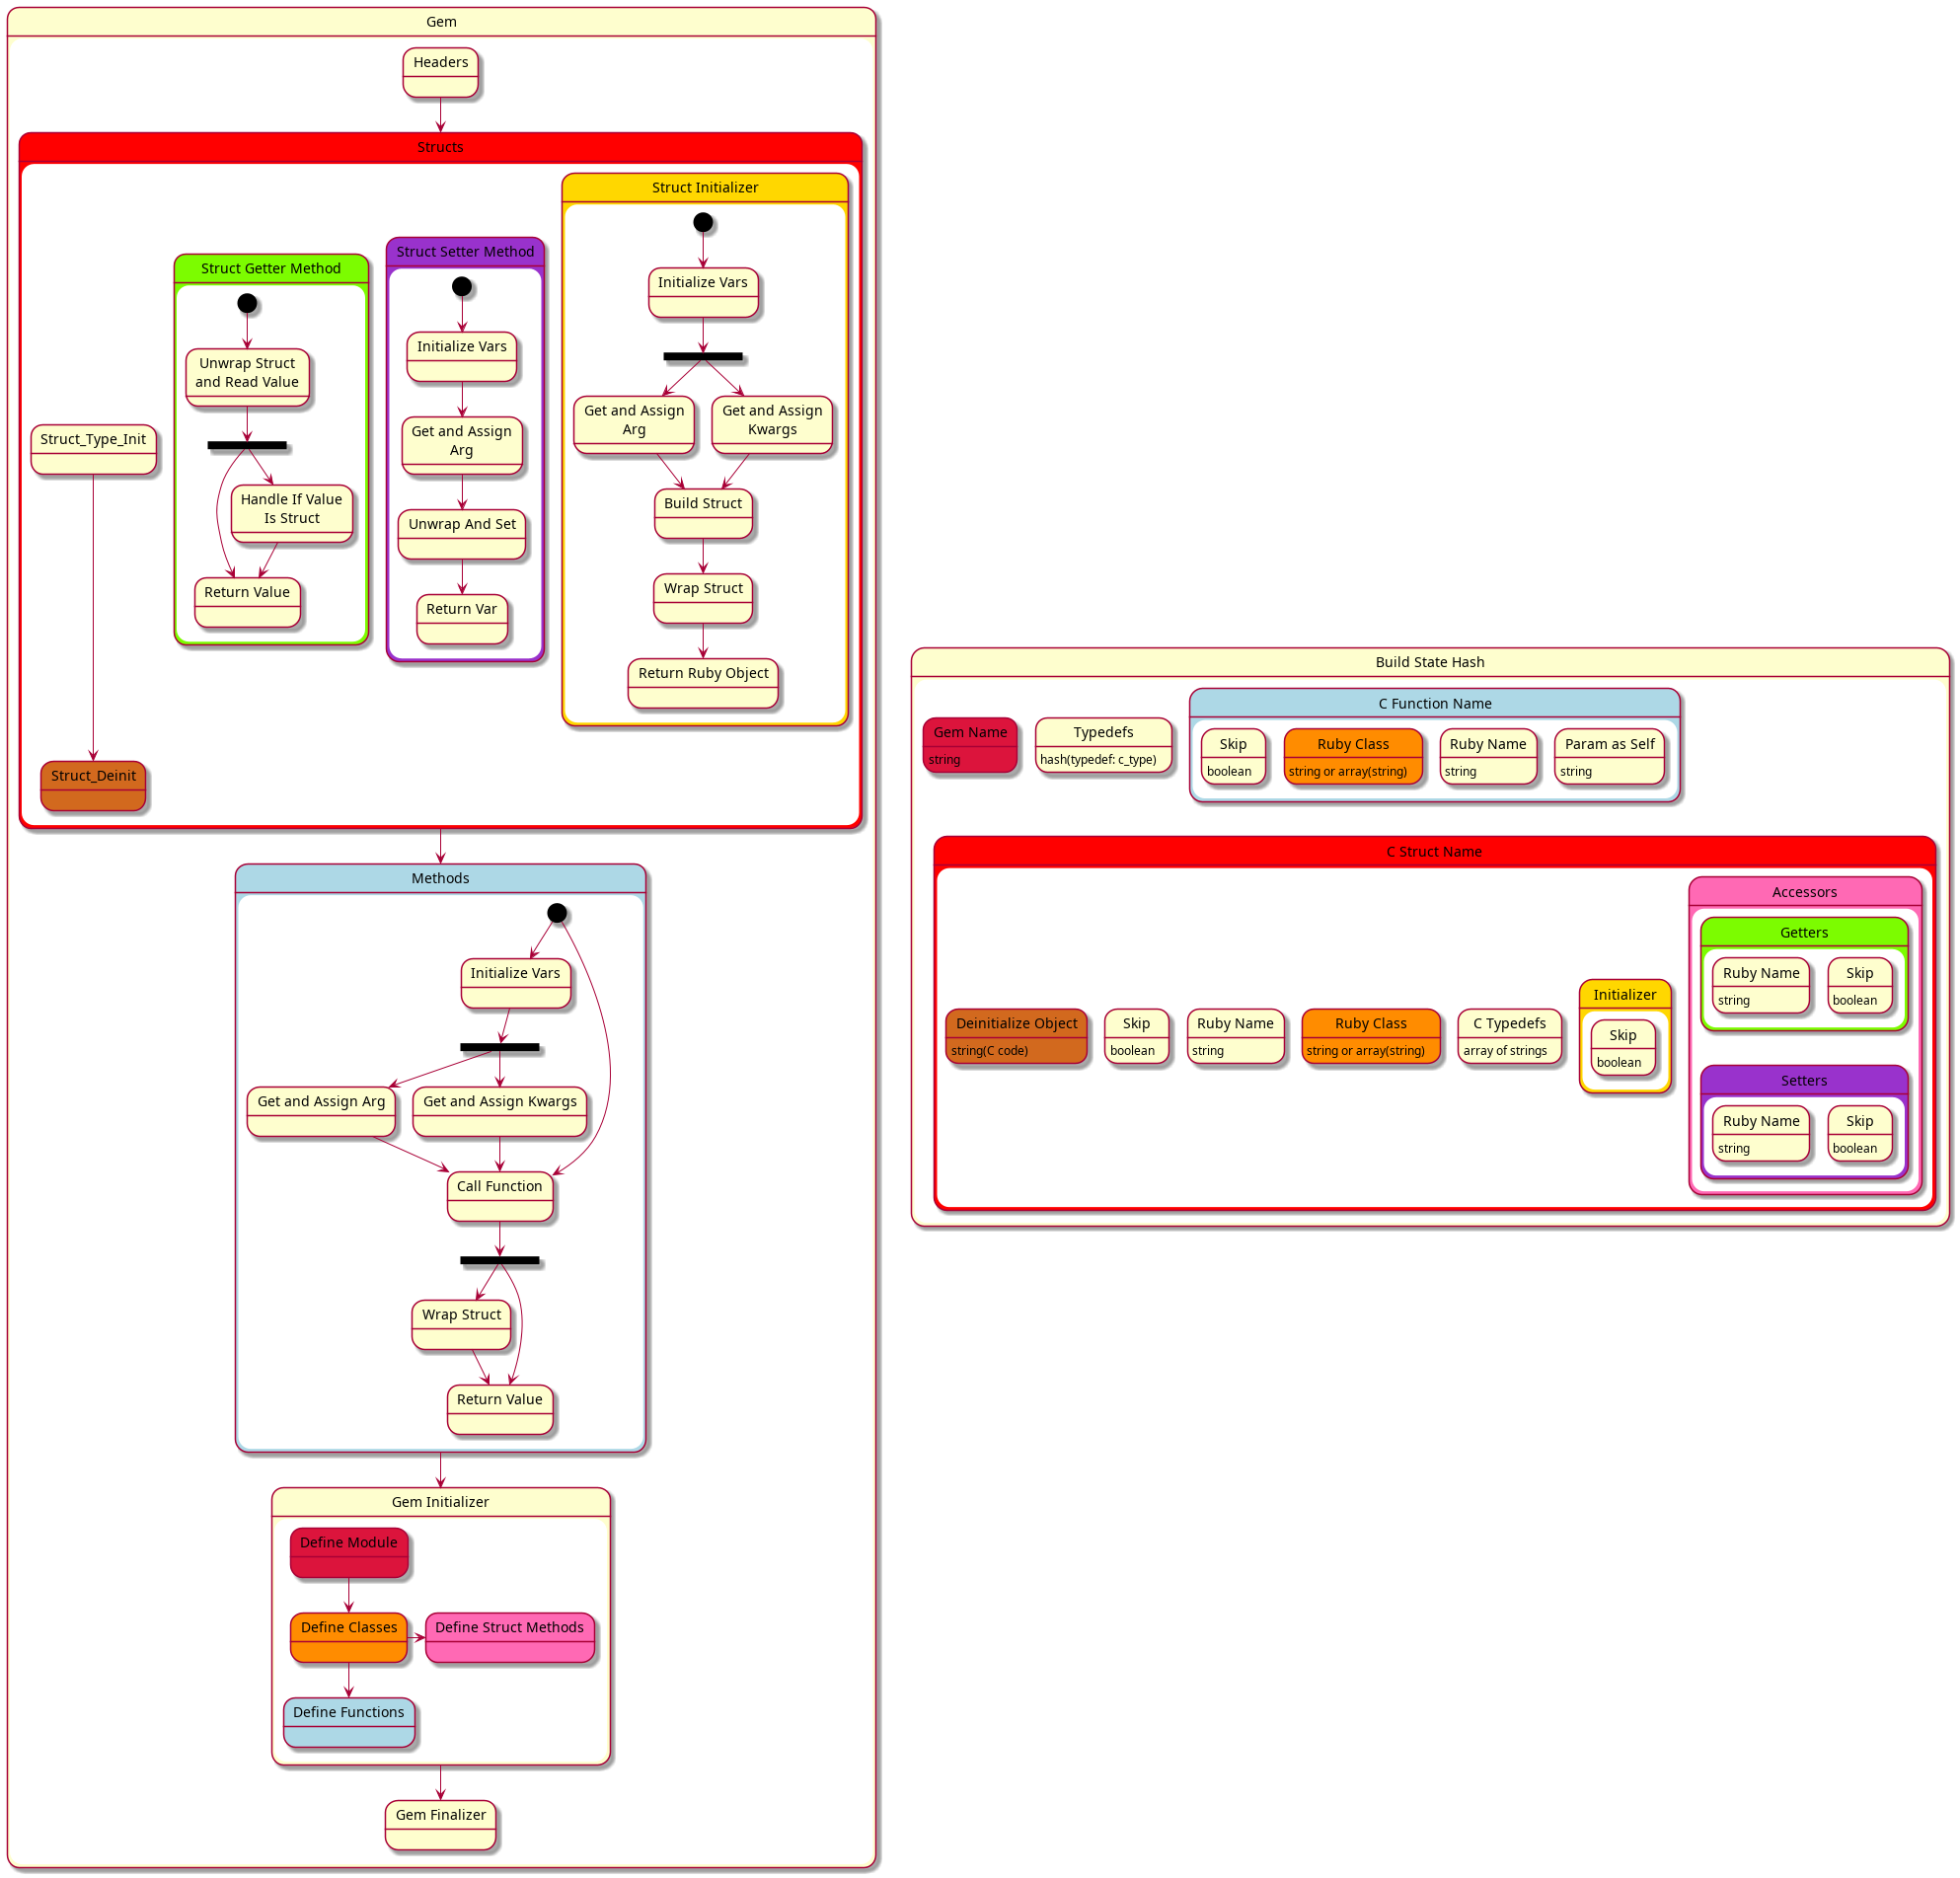 Gem
Headers
Structs
Struct_Type_Init
Struct_Deinit
Struct Getter Method
Unwrap Struct
and Read Value
Handle If Value
Is Struct
Return Value
Struct Setter Method
Initialize Vars
Get and Assign
Arg
Unwrap And Set
Return Var
Struct Initializer
Initialize Vars
Get and Assign
Arg
Get and Assign
Kwargs
Build Struct
Wrap Struct
Return Ruby Object
Methods
Initialize Vars
Get and Assign Arg
Get and Assign Kwargs
Call Function
Wrap Struct
Return Value
Gem Initializer
Define Module
Define Classes
Define Struct Methods
Define Functions
Gem Finalizer
Build State Hash
Gem Name
string
Typedefs
hash(typedef: c_type)
C Function Name
Skip
boolean
Ruby Class
string or array(string)
Ruby Name
string
Param as Self
string
C Struct Name
Deinitialize Object
string(C code)
Skip
boolean
Ruby Name
string
Ruby Class
string or array(string)
C Typedefs
array of strings
Initializer
Skip
boolean
Accessors
Getters
Ruby Name
string
Skip
boolean
Setters
Ruby Name
string
Skip
boolean